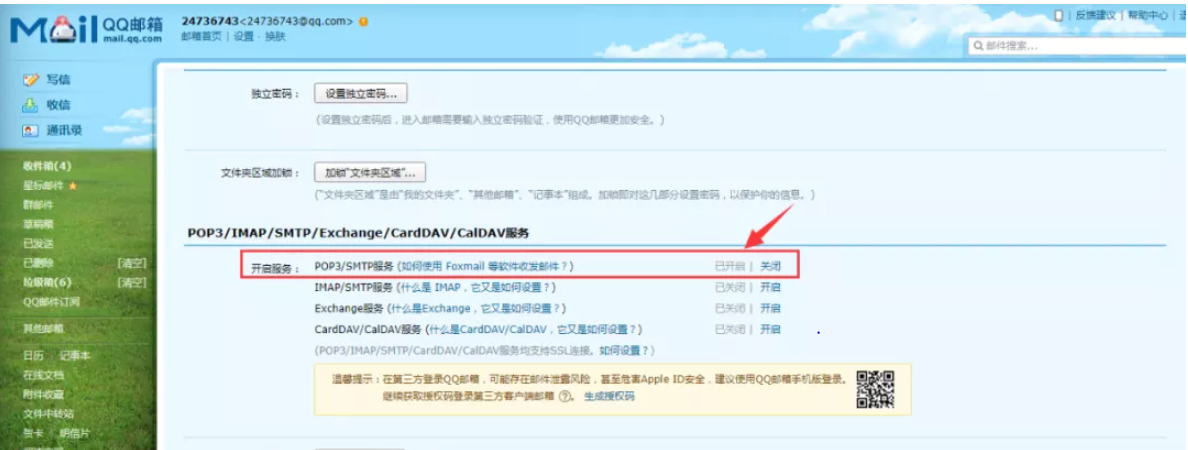 Mail QQ邮箱
mail.qq.com
24736743<24736743@qq.com>
邮箱首页 | 设置 - 换肤
反馈建议 | 帮助中心 |
邮件搜索...
写信
收信
通讯录
收件箱(4)
星标邮件
群邮件
草稿箱
已发送
已删除 [清空]
垃圾箱(6) [清空]
QQ邮件订阅
其他邮箱
日历 记事本
在线文档
附件收藏
文件中转站
贺卡 明信片
独立密码： 设置独立密码...
(设置独立密码后，进入邮箱需要输入独立密码验证，使用QQ邮箱更加安全。)
文件夹区域加锁： 加锁"文件夹区域"...
("文件夹区域"是由"我的文件夹"、"其他邮箱"、"记事本"组成。加锁即对这几部分设置密码，以保护你的信息。)
POP3/IMAP/SMTP/Exchange/CardDAV/CalDAV服务
开启服务： POP3/SMTP服务 (如何使用 Foxmail 等软件收发邮件？) 已开启 | 关闭
IMAP/SMTP服务 (什么是 IMAP，它又是如何设置？) 已关闭 | 开启
Exchange服务 (什么是Exchange，它又是如何设置？) 已关闭 | 开启
CardDAV/CalDAV服务 (什么是CardDAV/CalDAV，它又是如何设置？) 已关闭 | 开启
(POP3/IMAP/SMTP/CardDAV/CalDAV服务均支持SSL连接。如何设置？)
温馨提示：在第三方登录QQ邮箱，可能存在邮件泄露风险，甚至危害Apple ID安全，建议使用QQ邮箱手机版登录。
继续获取授权码登录第三方客户端邮箱 ?。 生成授权码